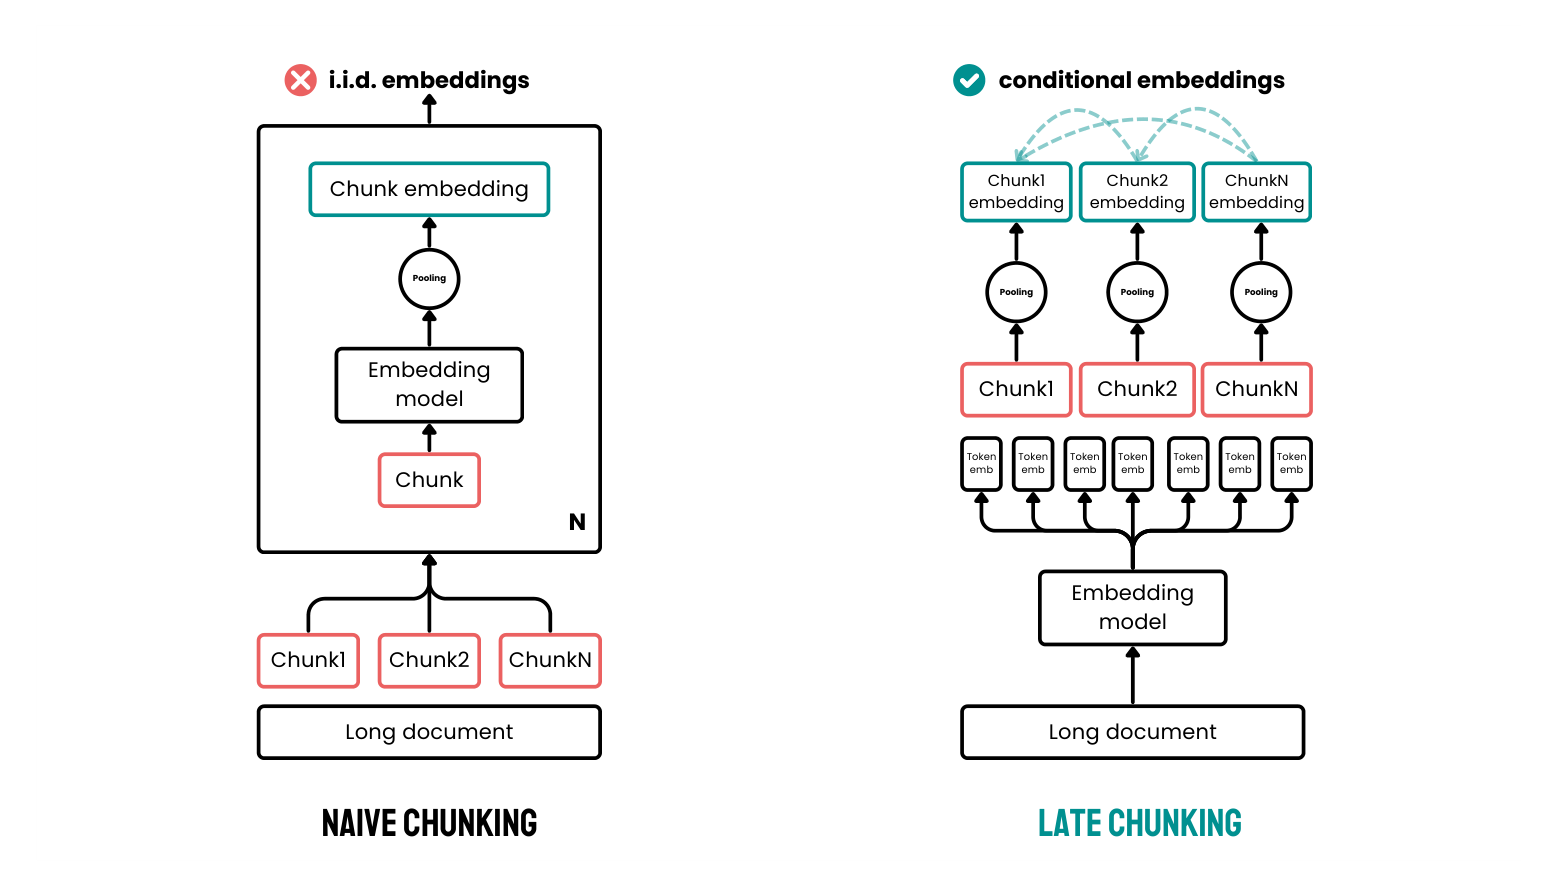 i.i.d. embeddings
Chunk embedding
Pooling
Embedding
model
Chunk
N
Chunk1
Chunk2
ChunkN
Long document
NAIVE CHUNKING
conditional embeddings
Chunk1
embedding
Chunk2
embedding
ChunkN
embedding
Pooling
Pooling
Pooling
Chunk1
Chunk2
ChunkN
Token
emb
Token
emb
Token
emb
Token
emb
Token
emb
Token
emb
Token
emb
Embedding
model
Long document
LATE CHUNKING